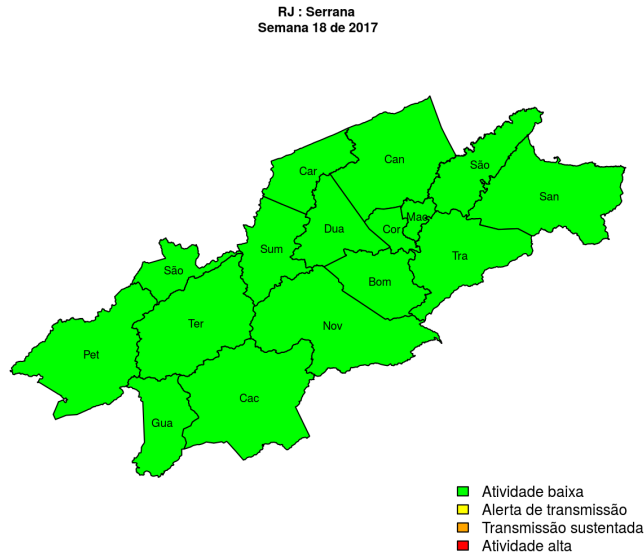 RJ : Serrana
Semana 18 de 2017
Can
São
Car
San
Mac
Dua
Cor
Sum
Tra
São
Bom
Ter
Nov
Pet
Cac
Gua
Atividade baixa
Alerta de transmissão
Transmissão sustentada
Atividade alta